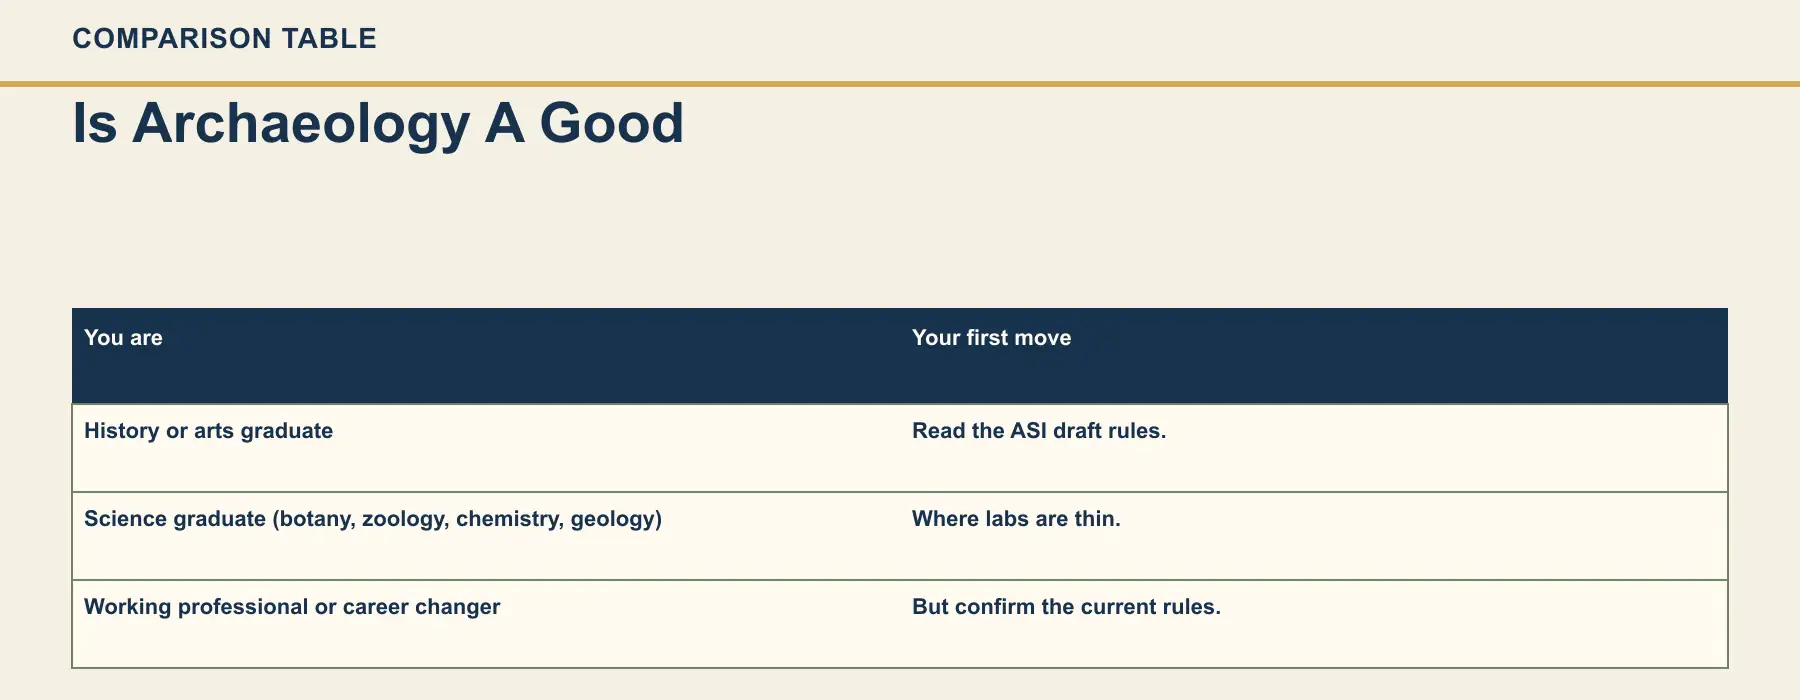 COMPARISON TABLE
Is Archaeology A Good
You are
Your first move
History or arts graduate
Read the ASI draft rules.
Science graduate (botany, zoology, chemistry, geology)
Where labs are thin.
Working professional or career changer
But confirm the current rules.